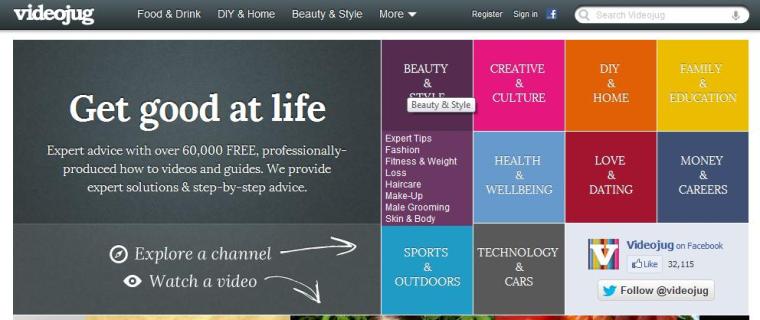 videojug
Food & Drink
DIY & Home
Beauty & Style
More
Register
Sign in
Search Videojug
Get good at life
Expert advice with over 60,000 FREE, professionally-
produced how to videos and guides. We provide
expert solutions & step-by-step advice.
Explore a channel
Watch a video
BEAUTY
&
STYLE
Beauty & Style
CREATIVE
&
CULTURE
DIY
&
HOME
FAMILY
&
EDUCATION
Expert Tips
Fashion
Fitness & Weight
Loss
Haircare
Make-Up
Male Grooming
Skin & Body
HEALTH
&
WELLBEING
LOVE
&
DATING
MONEY
&
CAREERS
SPORTS
&
OUTDOORS
TECHNOLOGY
&
CARS
V
Videojug on Facebook
Like 32,115
Follow @videojug